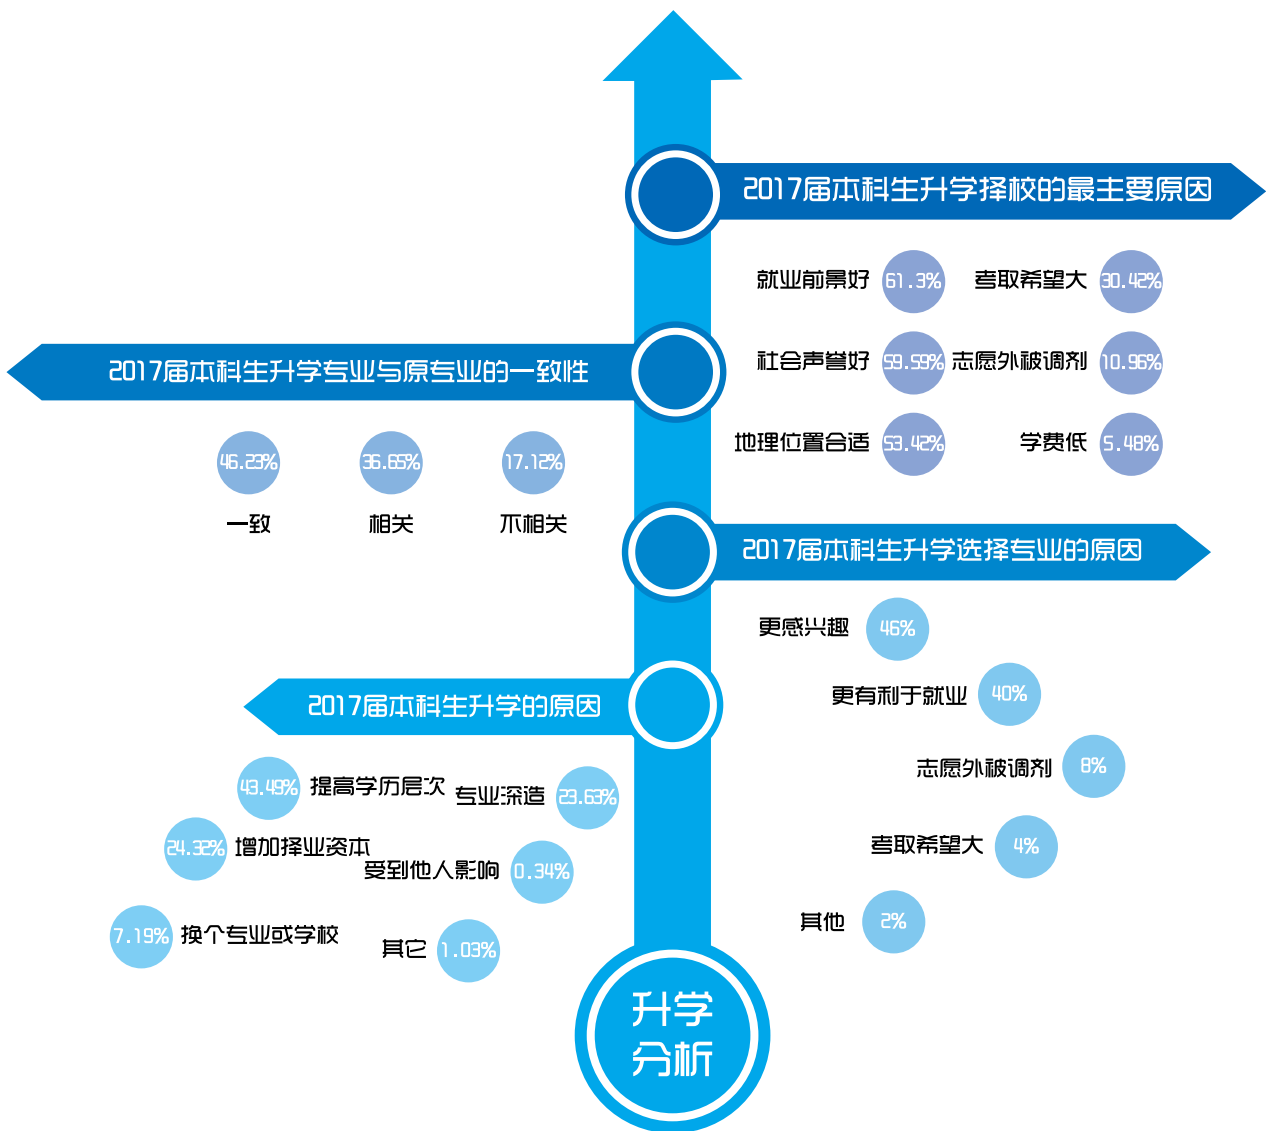 2017届本科生升学择校的最主要原因
就业前景好 61.3% 考取希望大 30.42%
社会声誉好 59.59% 志愿外被调剂 10.96%
地理位置合适 53.42% 学费低 5.48%
2017届本科生升学专业与原专业的一致性
46.23% 36.65% 17.12%
一致 相关 不相关
2017届本科生升学选择专业的原因
更感兴趣 46%
更有利于就业 40%
志愿外被调剂 8%
考取希望大 4%
其他 2%
2017届本科生升学的原因
43.49% 提高学历层次
专业深造 23.63%
24.32% 增加择业资本
受到他人影响 0.34%
7.19% 换个专业或学校
其它 1.03%
升学
分析